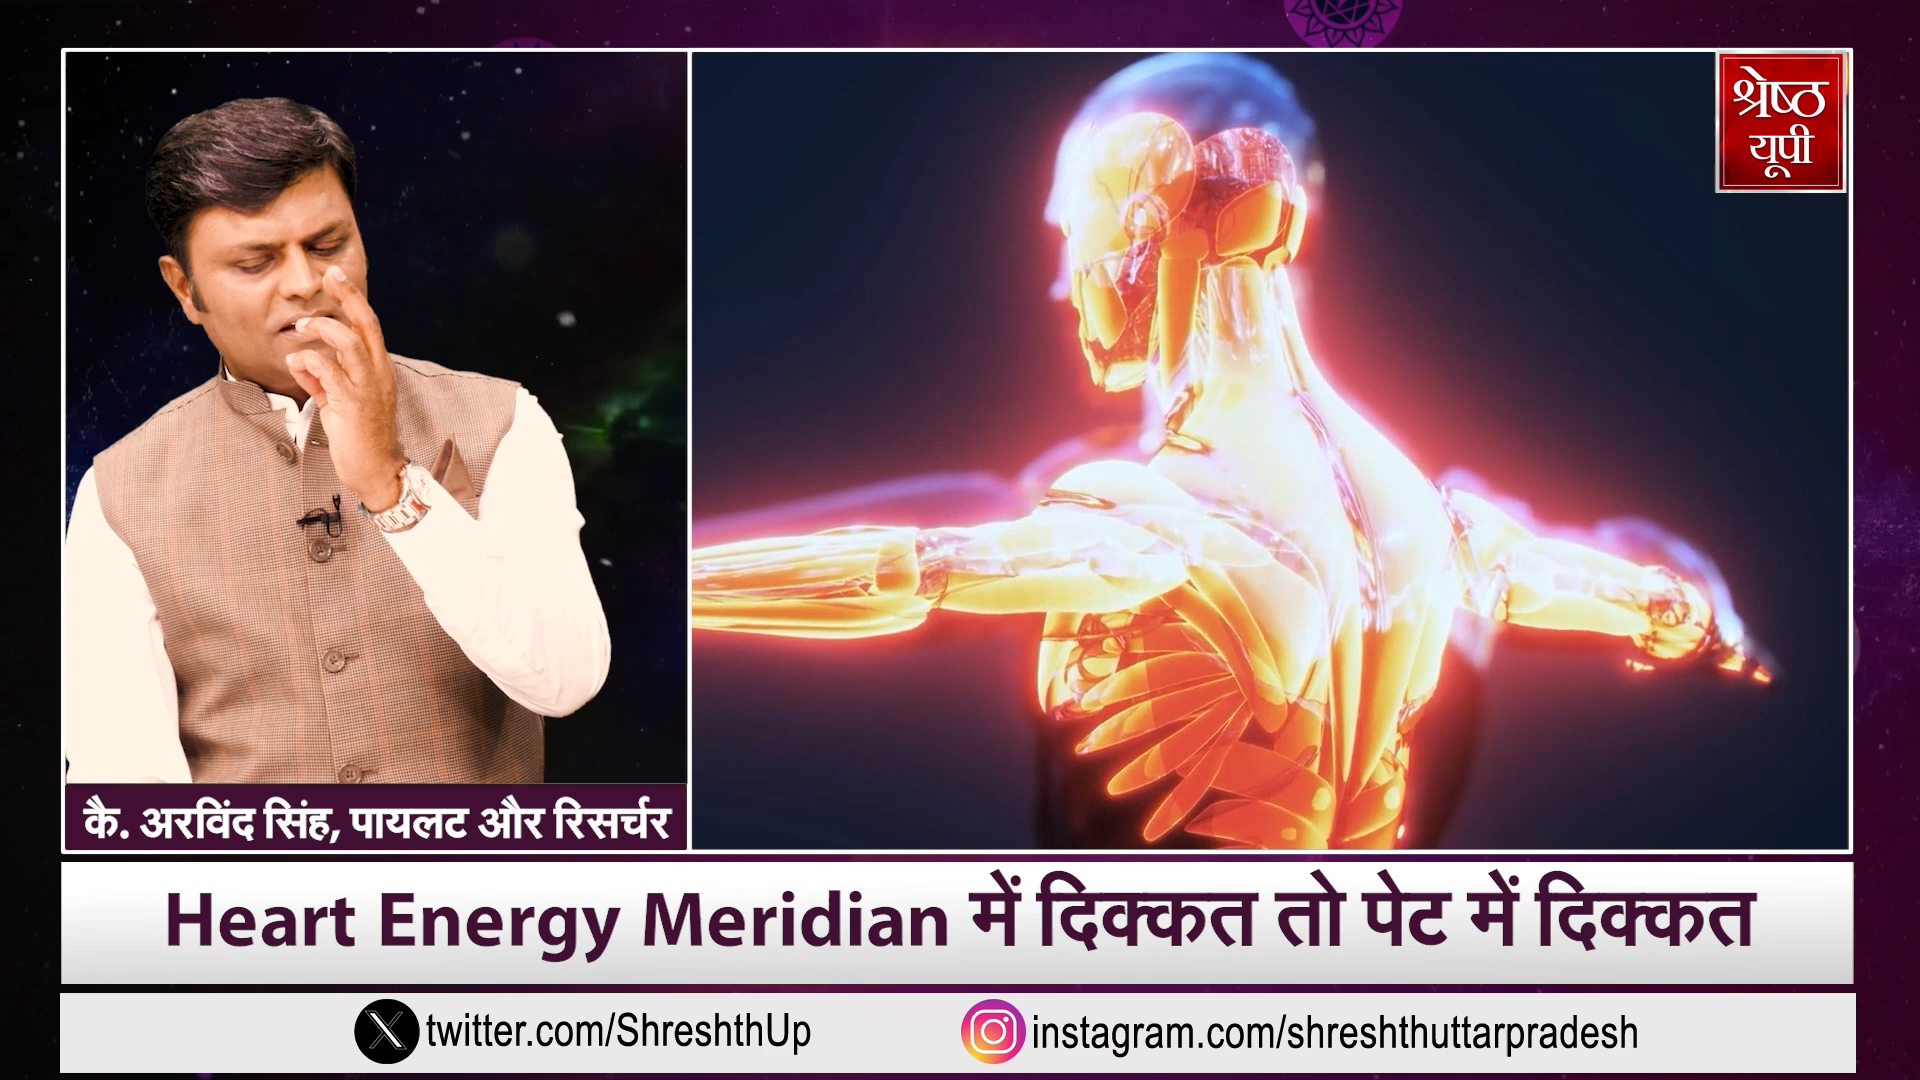 श्रेष्ठ
यूपी
कै. अरविंद सिंह, पायलट और रिसर्चर
Heart Energy Meridian में दिक्कत तो पेट में दिक्कत
twitter.com/ShreshthUp
instagram.com/shreshthuttarpradesh